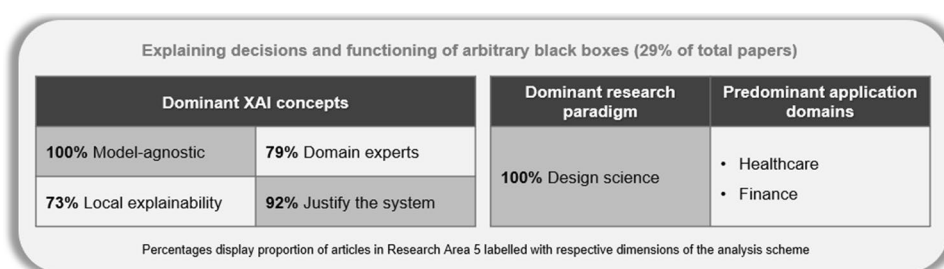 Explaining decisions and functioning of arbitrary black boxes (29% of total papers)
Dominant XAI concepts
100% Model-agnostic
79% Domain experts
73% Local explainability
92% Justify the system
Dominant research
paradigm
100% Design science
Predominant application
domains
• Healthcare
• Finance
Percentages display proportion of articles in Research Area 5 labelled with respective dimensions of the analysis scheme